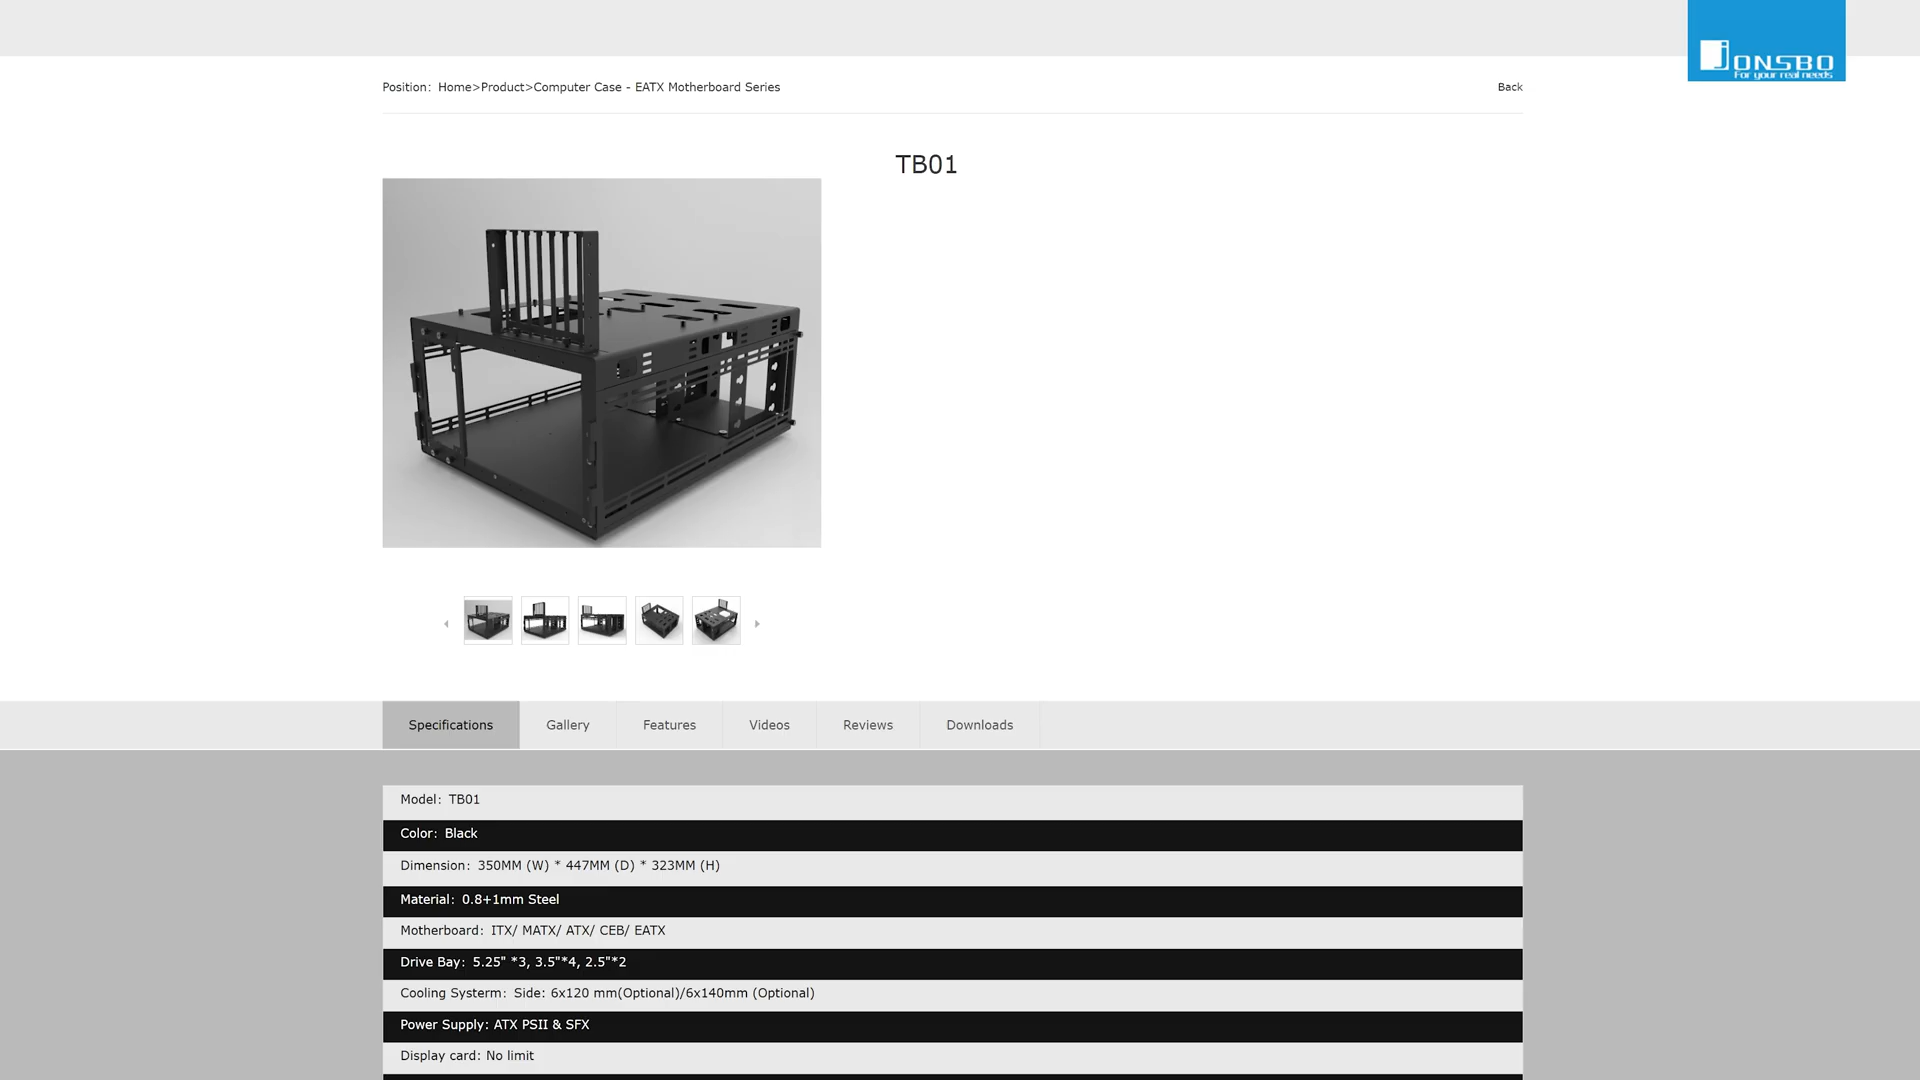 JONSBO
For your real needs
Position: Home>Product>Computer Case - EATX Motherboard Series
Back
TB01
Specifications
Gallery
Features
Videos
Reviews
Downloads
Model: TB01
Color: Black
Dimension: 350MM (W) * 447MM (D) * 323MM (H)
Material: 0.8+1mm Steel
Motherboard: ITX/ MATX/ ATX/ CEB/ EATX
Drive Bay: 5.25" *3, 3.5"*4, 2.5"*2
Cooling Systerm: Side: 6x120 mm(Optional)/6x140mm (Optional)
Power Supply: ATX PSII & SFX
Display card: No limit